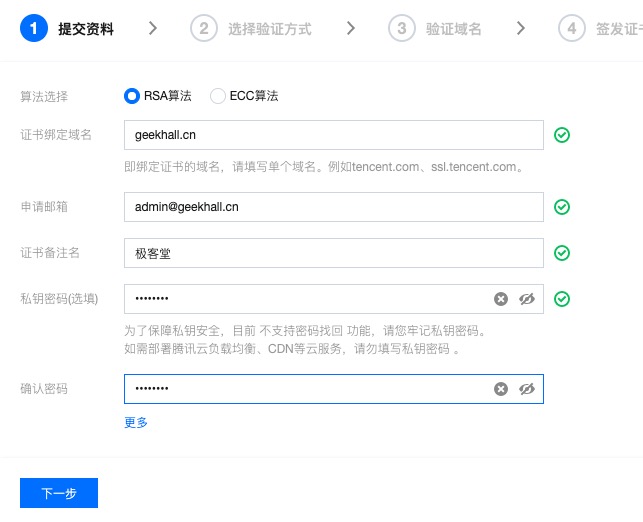 1 提交资料 2 选择验证方式 3 验证域名 4 签发证
算法选择 RSA算法 ECC算法
证书绑定域名 geekhall.cn
即绑定证书的域名，请填写单个域名。例如tencent.com、ssl.tencent.com。
申请邮箱 admin@geekhall.cn
证书备注名 极客堂
私钥密码(选填) ••••••••
为了保障私钥安全，目前 不支持密码找回 功能，请您牢记私钥密码。
如需部署腾讯云负载均衡、CDN等云服务，请勿填写私钥密码 。
确认密码 ••••••••
更多
下一步